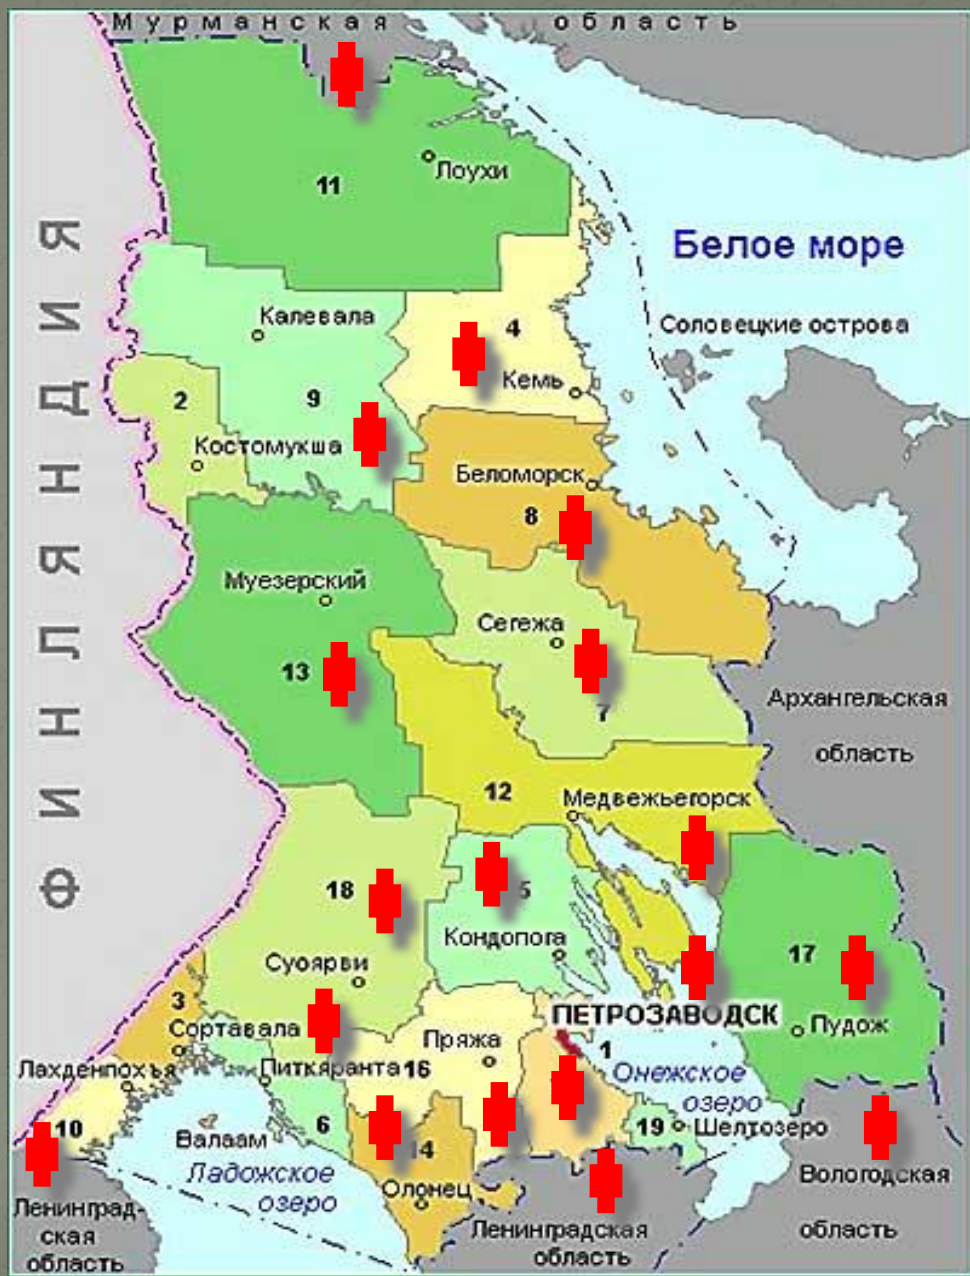 Мурманская область
11
Лоухи
Белое море
ФИНЛЯНДИЯ
Калевала
4
Соловецкие острова
2
9
Кемь
Костомукша
Беломорск
8
Муезерский
Сегежа
13
7
Архангельская
область
12
Медвежьегорск
18
5
Кондопога
17
Суоярви
3
ПЕТРОЗАВОДСК
Сортавала
Пряжа
1
Пудож
Лахденпохъя
Питкяранта
16
Онежское
озеро
10
Валаам
6
14
19
Шелтозеро
Ладожское
озеро
Олонец
Вологодская
область
Ленинград-
ская
область
Ленинградская
область